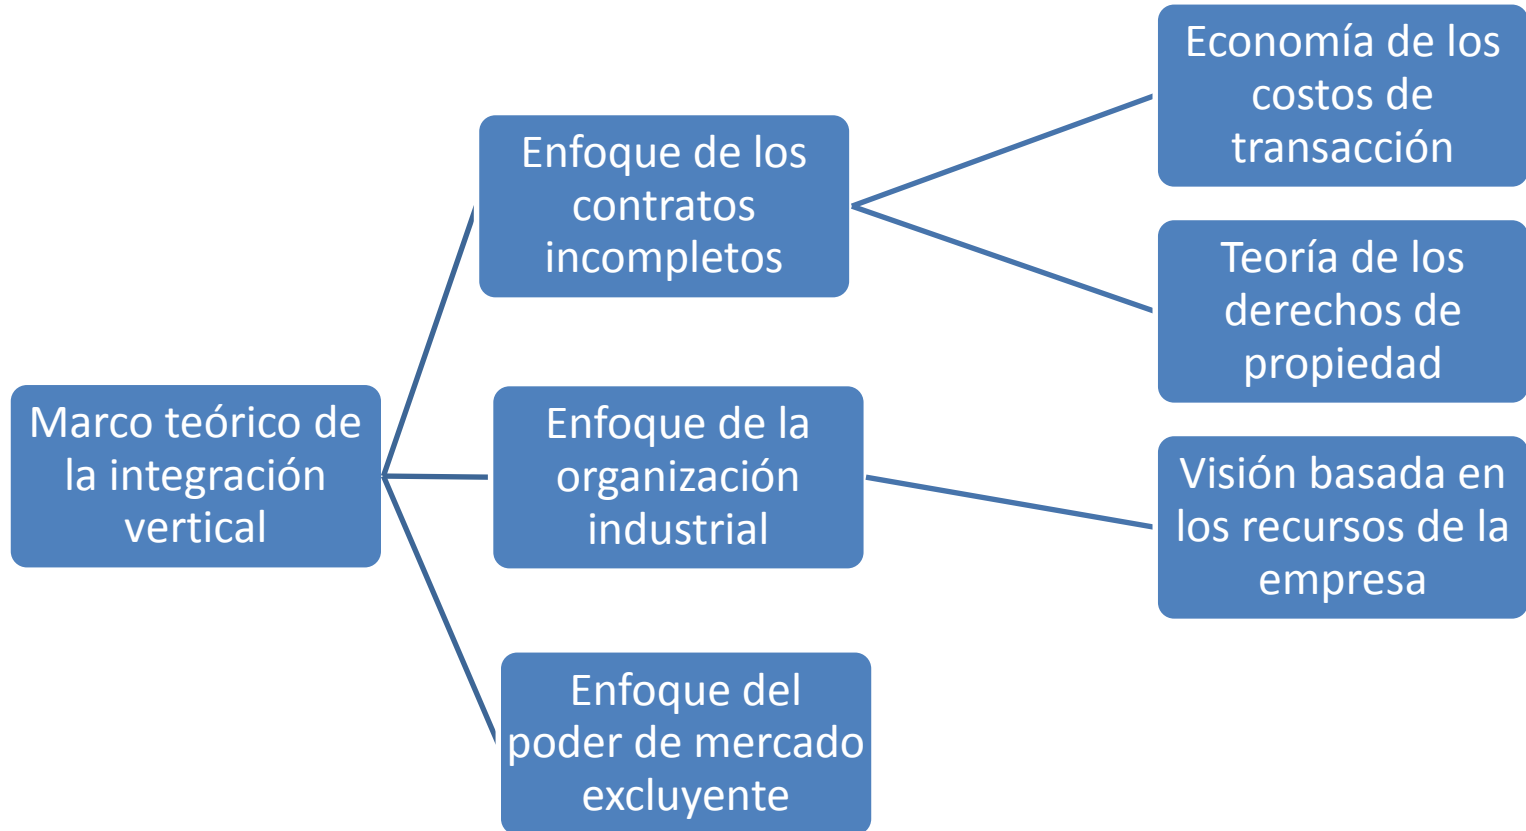 Marco teórico de
la integración
vertical
Enfoque de los
contratos
incompletos
Economía de los
costos de
transacción
Teoría de los
derechos de
propiedad
Enfoque de la
organización
industrial
Visión basada en
los recursos de la
empresa
Enfoque del
poder de mercado
excluyente